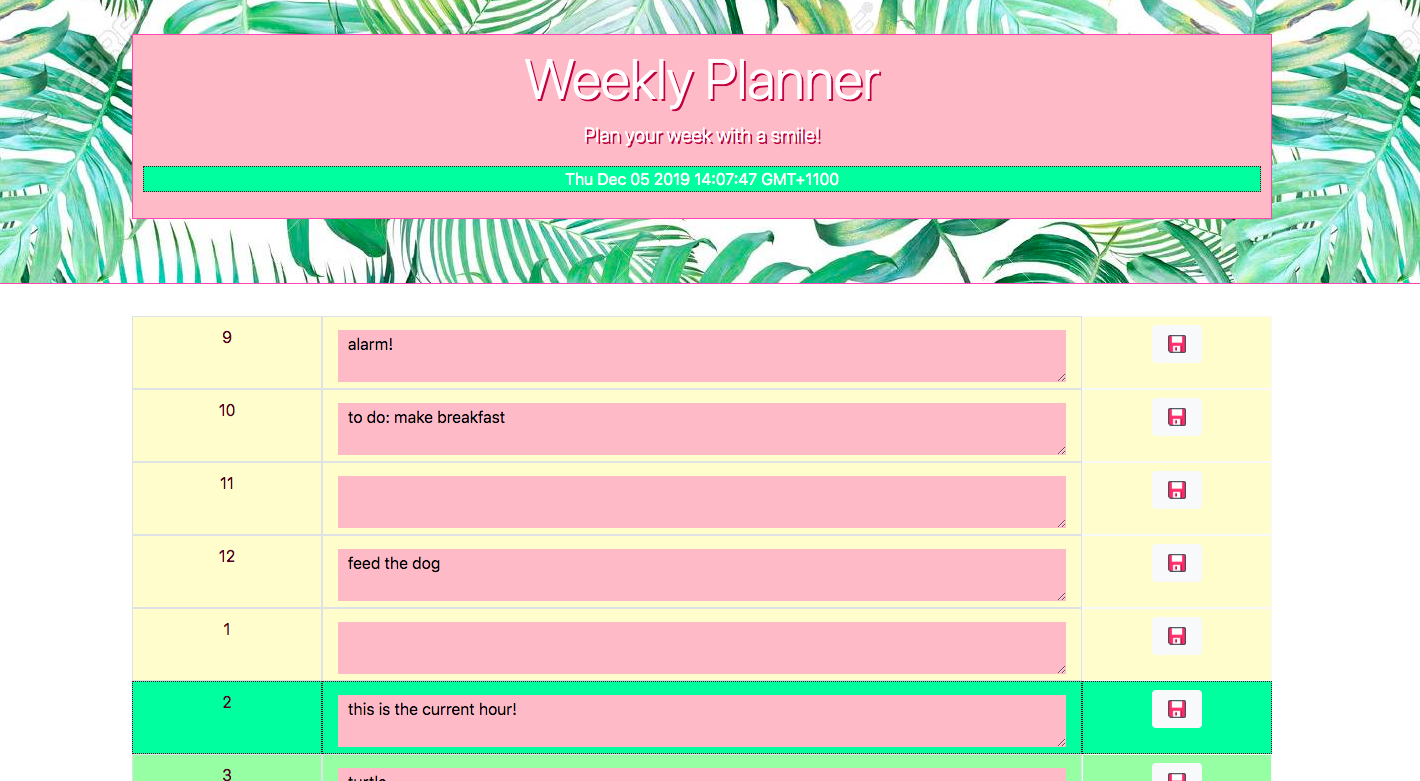 Weekly Planner
Plan your week with a smile!
Thu Dec 05 2019 14:07:47 GMT+1100
9
alarm!
10
to do: make breakfast
11
12
feed the dog
1
2
this is the current hour!
3
turtle